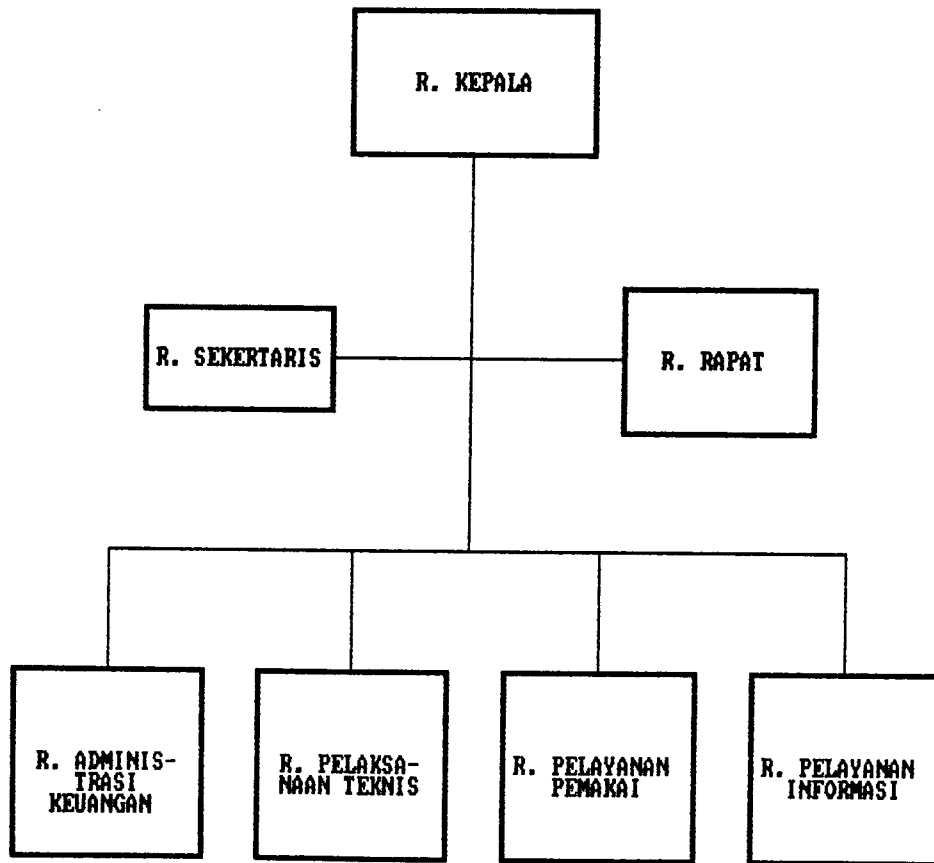 R. KEPALA
R. SEKERTARIS
R. RAPAT
R. ADMINIS-
TRASI
KEUANGAN
R. PELAKSA-
NAAN TEKNIS
R. PELAYANAN
PEMAKAI
R. PELAYANAN
INFORMASI